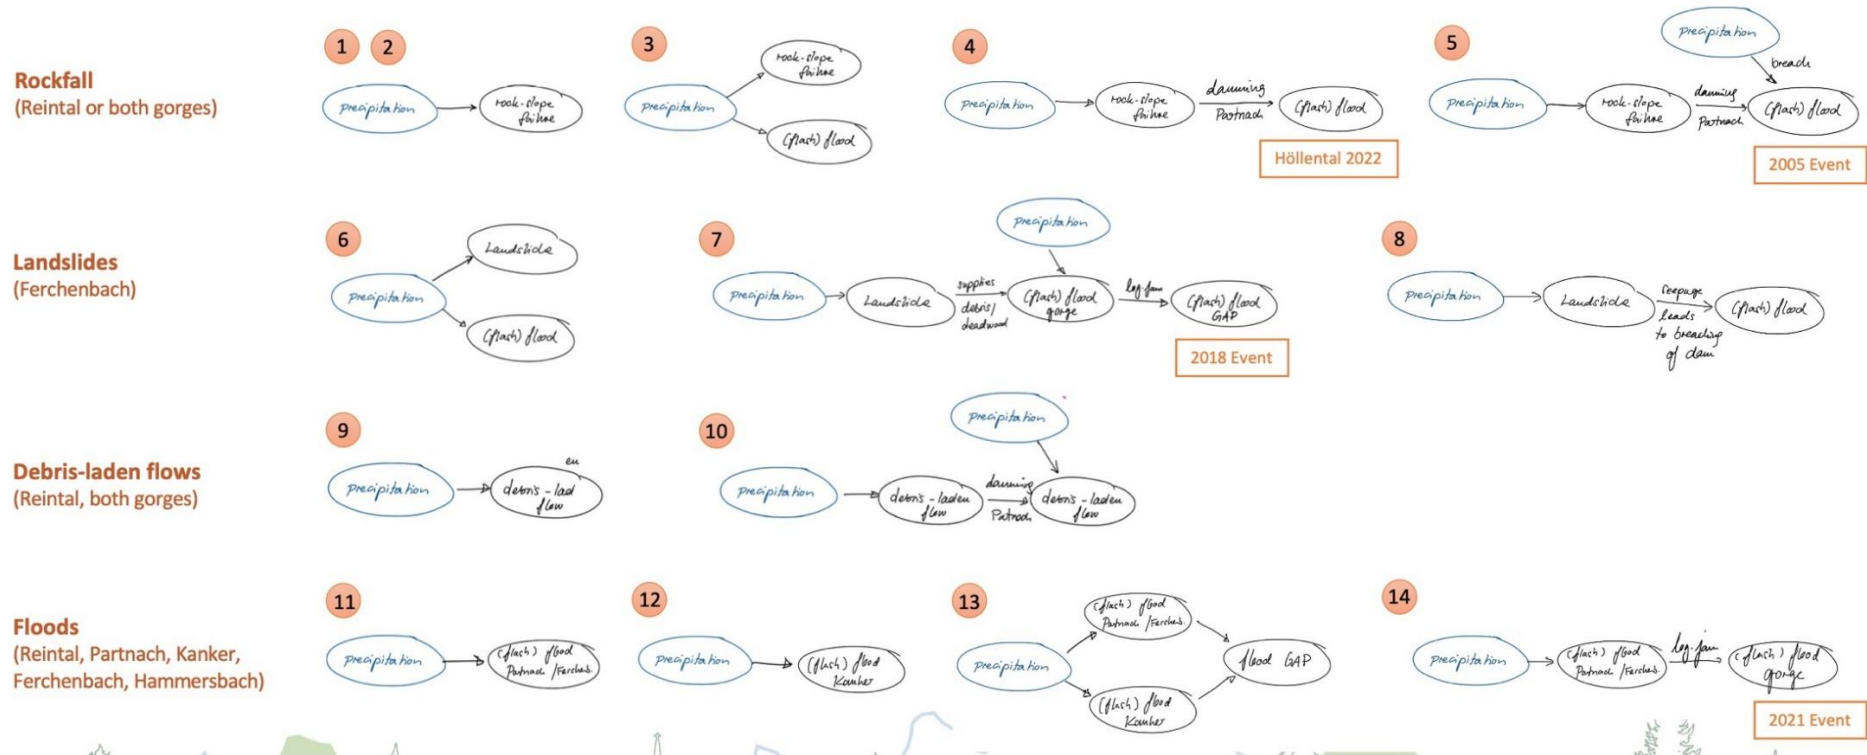 Rockfall
(Reintal or both gorges)
1 2
precipitation
rock-slope
failure
3
precipitation
rock-slope
failure
(flash) flood
4
precipitation
rock-slope
failure
damming
Partnach
(flash) flood
Höllental 2022
5
precipitation
precipitation
breach
rock-slope
failure
damming
Partnach
(flash) flood
2005 Event
Landslides
(Ferchenbach)
6
precipitation
Landslide
(flash) flood
7
precipitation
precipitation
Landslide
supplies
debris/
deadwood
(flash) flood
gorge
log-jam
(flash) flood
GAP
2018 Event
8
precipitation
Landslide
seepage
leads
to breaching
of dam
(flash) flood
Debris-laden flows
(Reintal, both gorges)
9
precipitation
en
debris-lad
flow
10
precipitation
precipitation
debris-laden
flow
damming
Partnach
debris-laden
flow
Floods
(Reintal, Partnach, Kanker,
Ferchenbach, Hammersbach)
11
precipitation
(flash) flood
Partnach/Ferchenb.
12
precipitation
(flash) flood
Kanker
13
precipitation
(flash) flood
Partnach/Ferchenb.
(flash) flood
Kanker
flood GAP
14
precipitation
(flash) flood
Partnach/Ferchenb.
log-jam
(flash) flood
gorge
2021 Event